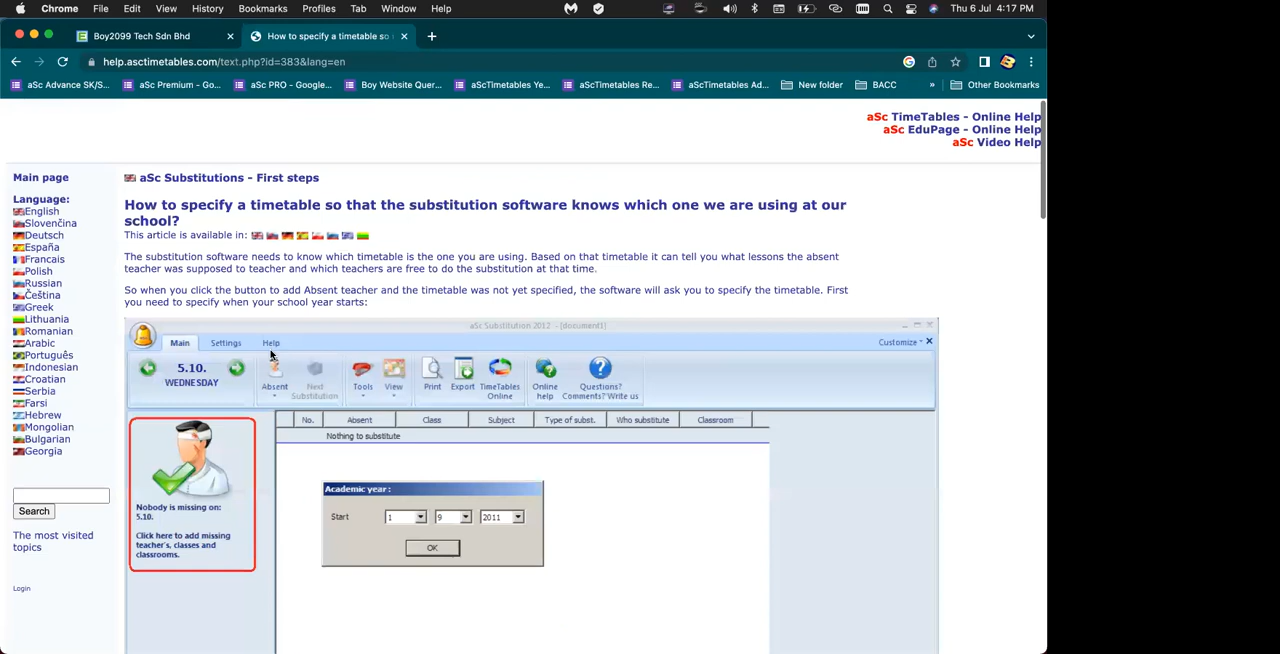 Chrome File Edit View History Bookmarks Profiles Tab Window Help Thu 6 Jul 4:17 PM
Boy2099 Tech Sdn Bhd How to specify a timetable so
help.asctimetables.com/text.php?id=383&lang=en
aSc Advance SK/S... aSc Premium - Go... aSc PRO - Google... Boy Website Quer... aScTimetables Ye... aScTimetables Re... aScTimetables Ad... New folder BACC » Other Bookmarks
aSc TimeTables - Online Help
aSc EduPage - Online Help
aSc Video Help
Main page
Language:
English
Slovenčina
Deutsch
España
Francais
Polish
Russian
Čeština
Greek
Lithuania
Romanian
Arabic
Português
Indonesian
Croatian
Serbia
Farsi
Hebrew
Mongolian
Bulgarian
Georgia
Search
The most visited
topics
Login
aSc Substitutions - First steps
How to specify a timetable so that the substitution software knows which one we are using at our
school?
This article is available in:
The substitution software needs to know which timetable is the one you are using. Based on that timetable it can tell you what lessons the absent
teacher was supposed to teacher and which teachers are free to do the substitution at that time.
So when you click the button to add Absent teacher and the timetable was not yet specified, the software will ask you to specify the timetable. First
you need to specify when your school year starts:
aSc Substitution 2012 - [document1]
Main Settings Help Customize
5.10.
WEDNESDAY
Absent
Next
Substitution
Tools
View
Print
Export
TimeTables
Online
Online
help
Questions?
Comments? Write us
No. Absent Class Subject Type of subst. Who substitute Classroom
Nothing to substitute
Nobody is missing on:
5.10.
Click here to add missing
teacher's, classes and
classrooms.
Academic year :
Start 1 9 2011
OK